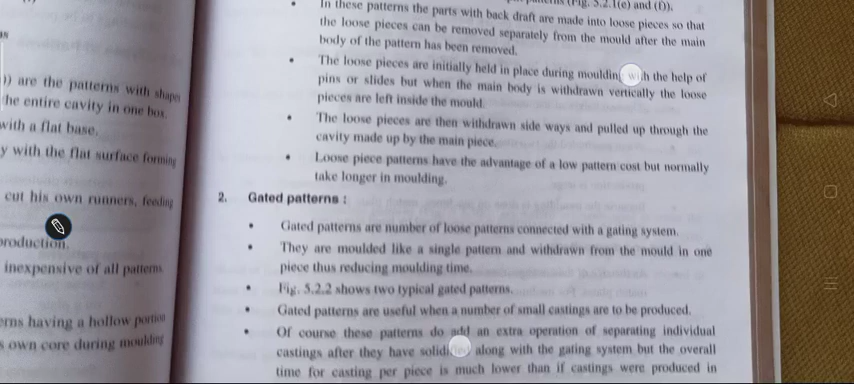 )) are the patterns with shapes
he entire cavity in one box.
with a flat base.
y with the flat surface forming
cut his own runners, feeding
production.
inexpensive of all patterns
erns having a hollow portion
s own core during moulding
(Fig. 5.2.1(e) and (f)).
• In these patterns the parts with back draft are made into loose pieces so that
the loose pieces can be removed separately from the mould after the main
body of the pattern has been removed.
• The loose pieces are initially held in place during moulding with the help of
pins or slides but when the main body is withdrawn vertically the loose
pieces are left inside the mould.
• The loose pieces are then withdrawn side ways and pulled up through the
cavity made up by the main piece.
• Loose piece patterns have the advantage of a low pattern cost but normally
take longer in moulding.
2. Gated patterns :
• Gated patterns are number of loose patterns connected with a gating system.
• They are moulded like a single pattern and withdrawn from the mould in one
piece thus reducing moulding time.
• Fig. 5.2.2 shows two typical gated patterns.
• Gated patterns are useful when a number of small castings are to be produced.
• Of course these patterns do add an extra operation of separating individual
castings after they have solidified along with the gating system but the overall
time for casting per piece is much lower than if castings were produced in